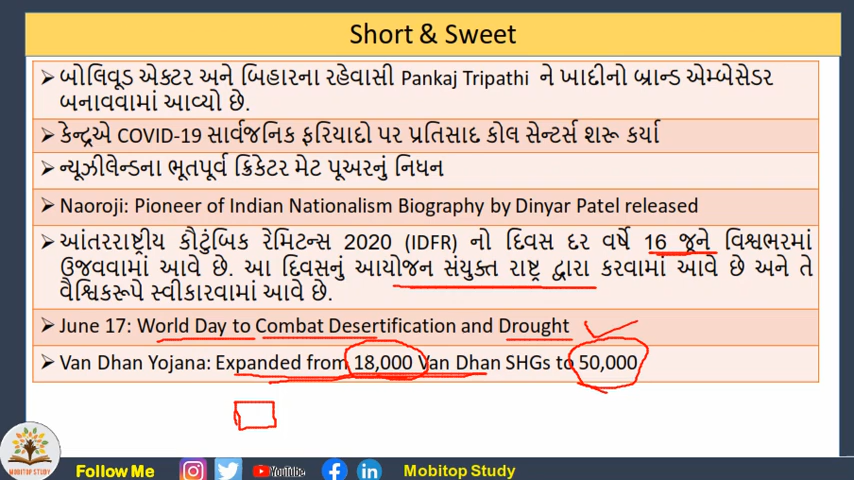 Short & Sweet
➢ બોલિવૂડ એક્ટર અને બિહારના રહેવાસી Pankaj Tripathi ને ખાદીનો બ્રાન્ડ એમ્બેસેડર
બનાવવામાં આવ્યો છે.
➢ કેન્દ્રએ COVID-19 સાર્વજનિક ફરિયાદો પર પ્રતિસાદ કોલ સેન્ટર્સ શરૂ કર્યા
➢ ન્યૂઝીલેન્ડના ભૂતપૂર્વ ક્રિકેટર મેટ પૂઅરનું નિધન
➢ Naoroji: Pioneer of Indian Nationalism Biography by Dinyar Patel released
➢ આંતરરાષ્ટ્રીય કૌટુંબિક રેમિટન્સ 2020 (IDFR) નો દિવસ દર વર્ષે 16 જૂને વિશ્વભરમાં
ઉજવવામાં આવે છે. આ દિવસનું આયોજન સંયુક્ત રાષ્ટ્ર દ્વારા કરવામાં આવે છે અને તે
વૈશ્વિકરૂપે સ્વીકારવામાં આવે છે.
➢ June 17: World Day to Combat Desertification and Drought
➢ Van Dhan Yojana: Expanded from 18,000 Van Dhan SHGs to 50,000
MOBITOP STUDY
Follow Me
YouTube
Mobitop Study